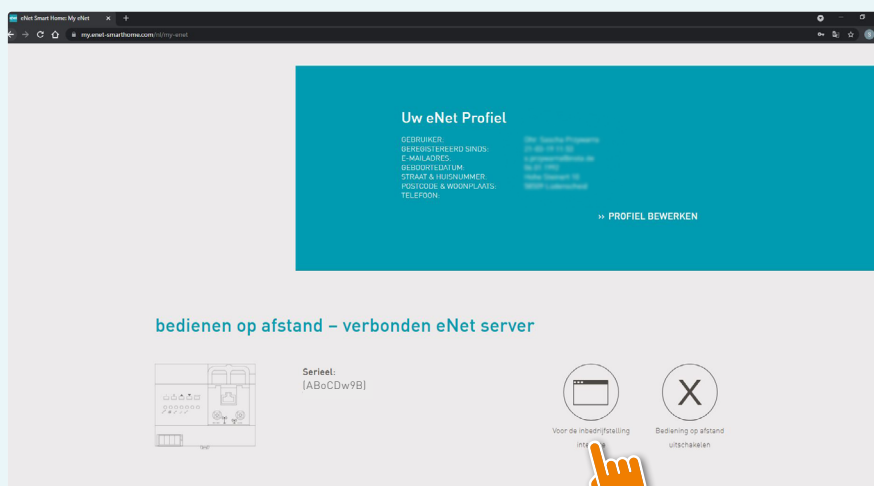 eNet Smart Home: My eNet
my.enet-smarthome.com/nl/my-enet
Uw eNet Profiel
GEBRUIKER:
GEREGISTEREERD SINDS:
E-MAILADRES:
GEBOORTEDATUM:
STRAAT & HUISNUMMER:
POSTCODE & WOONPLAATS:
TELEFOON:
›› PROFIEL BEWERKEN
bedienen op afstand – verbonden eNet server
Serieel:
(ABoCDw9B)
Voor de inbedrijfstelling
Bediening op afstand
uitschakelen
X